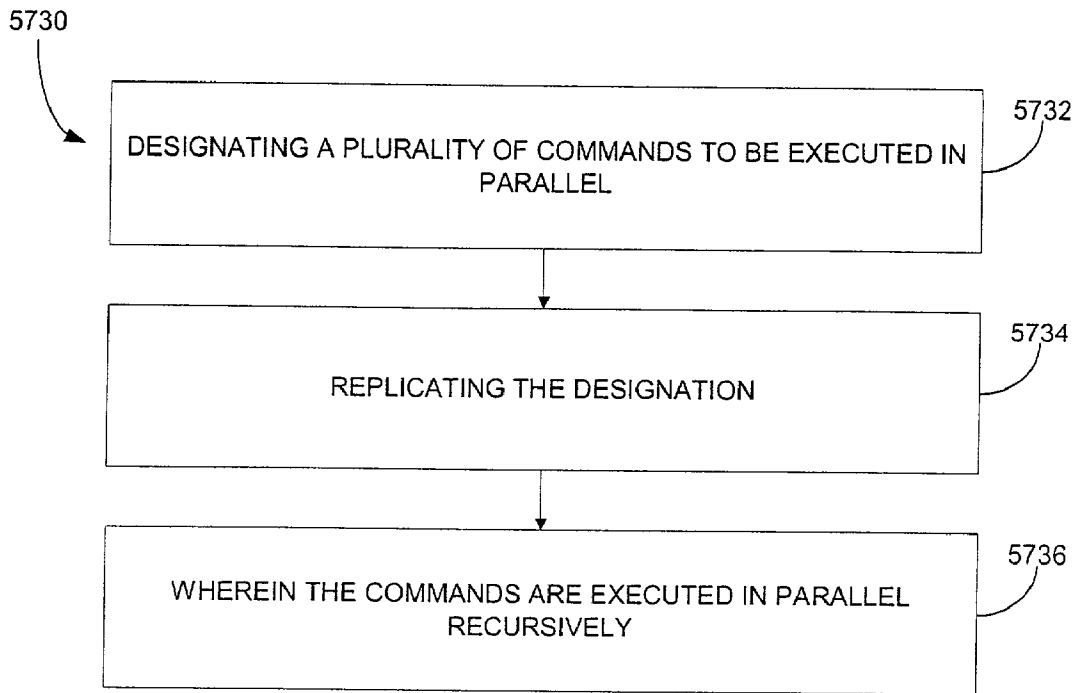 5730
5732
DESIGNATING A PLURALITY OF COMMANDS TO BE EXECUTED IN
PARALLEL
5734
REPLICATING THE DESIGNATION
5736
WHEREIN THE COMMANDS ARE EXECUTED IN PARALLEL
RECURSIVELY